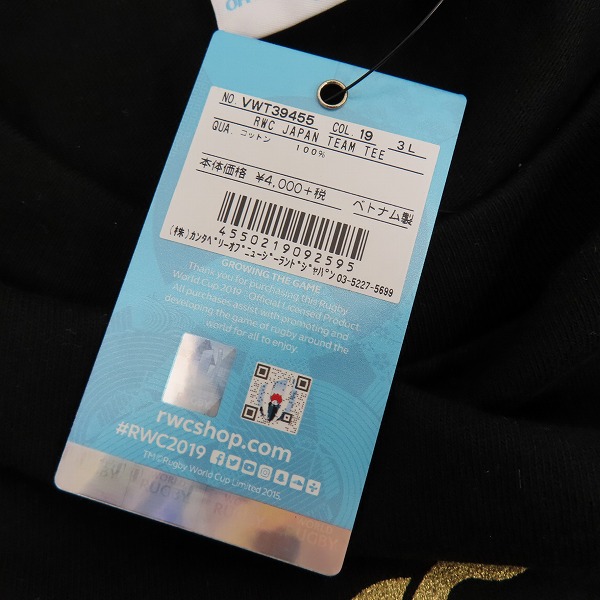 NO. VWT39455 COL. 19 3L
RWC JAPAN TEAM TEE
QUA. コットン 100%
本体価格 ¥4,000+税 ベトナム製
4550219092595
(株)カンタベリーオブニュージーランドジャパン 03-5227-5699
GROWING THE GAME
Thank you for purchasing this Rugby
World Cup 2019™ Official Licensed Product.
All purchases assist with promoting and
developing the game of rugby around the
world for all to enjoy.
rwcshop.com
#RWC2019
TM ©Rugby World Cup Limited 2015.